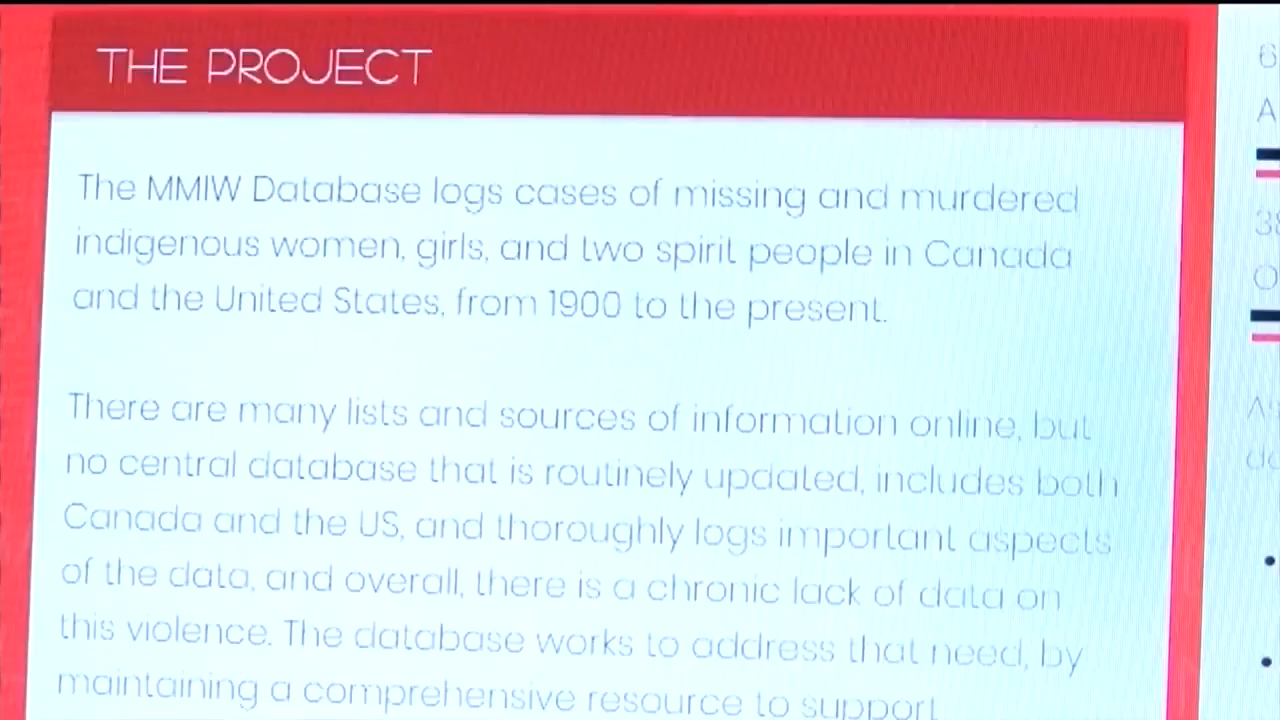 THE PROJECT
The MMIW Database logs cases of missing and murdered
indigenous women, girls, and two spirit people in Canada
and the United States, from 1900 to the present.
There are many lists and sources of information online, but
no central database that is routinely updated, includes both
Canada and the US, and thoroughly logs important aspects
of the data, and overall, there is a chronic lack of data on
this violence. The database works to address that need, by
maintaining a comprehensive resource to support